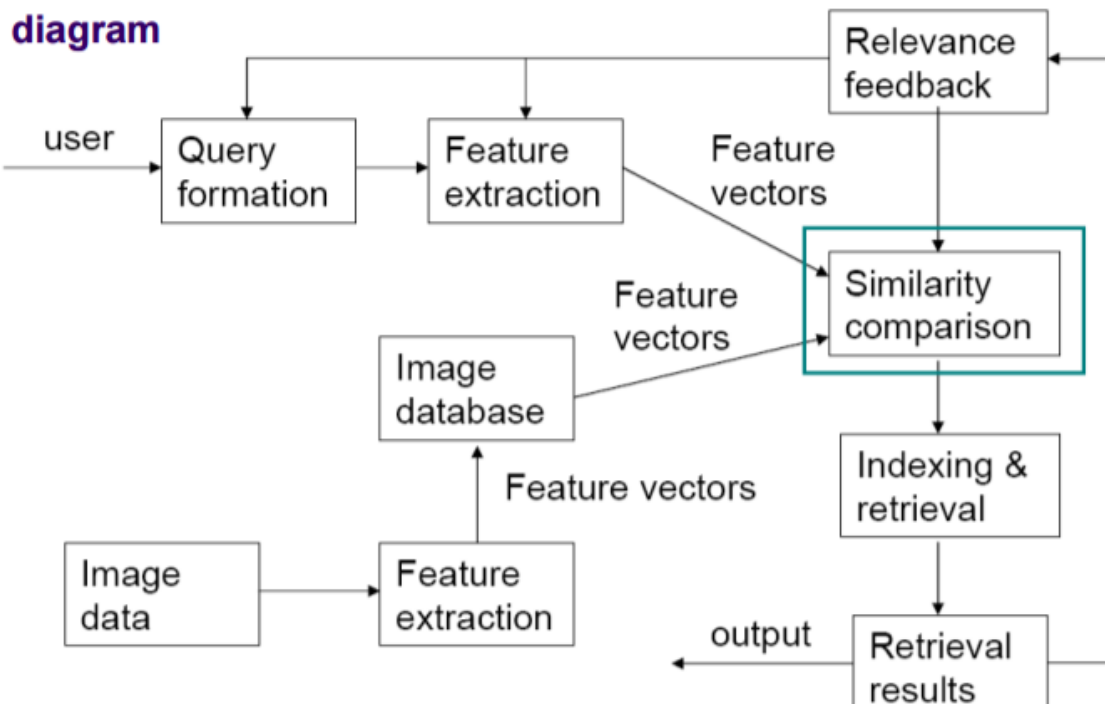 diagram
Relevance
feedback
user
Query
formation
Feature
extraction
Feature
vectors
Similarity
comparison
Feature
vectors
Image
database
Indexing &
retrieval
Feature vectors
Image
data
Feature
extraction
output
Retrieval
results